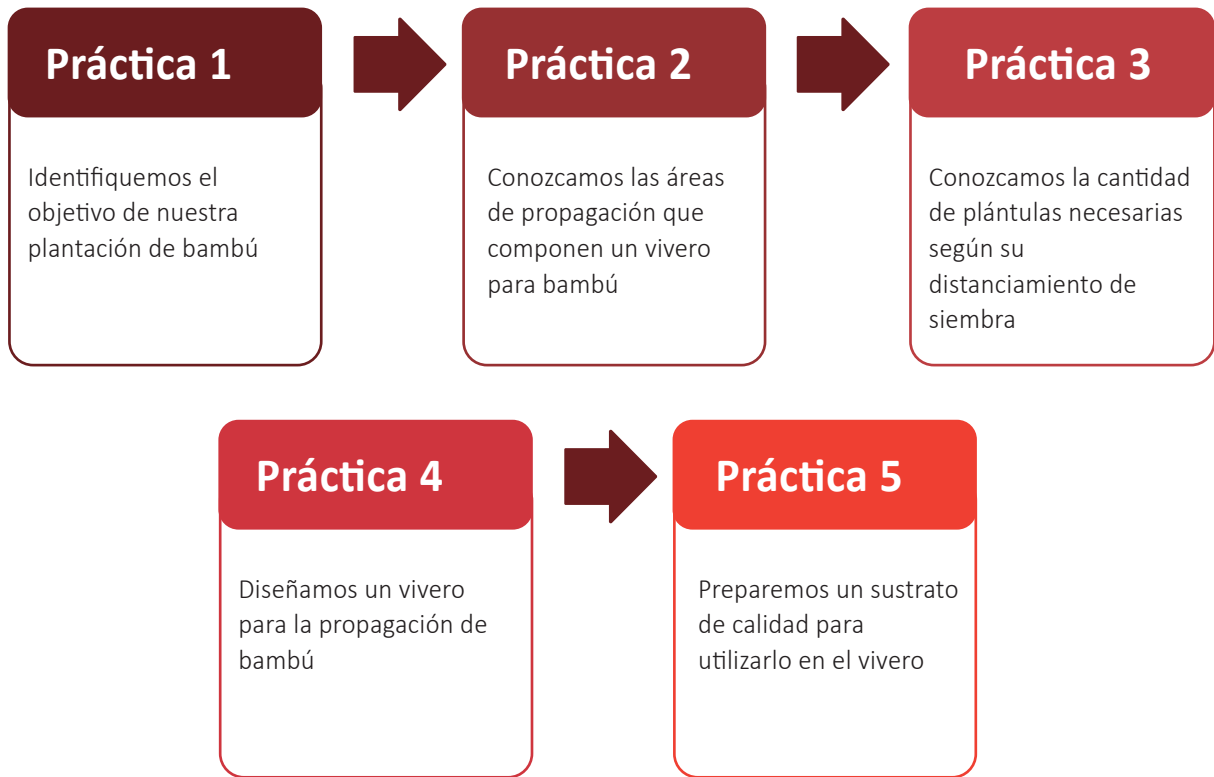 Práctica 1
Identifiquemos el
objetivo de nuestra
plantación de bambú
Práctica 2
Conozcamos las áreas
de propagación que
componen un vivero
para bambú
Práctica 3
Conozcamos la cantidad
de plántulas necesarias
según su
distanciamiento de
siembra
Práctica 4
Diseñamos un vivero
para la propagación de
bambú
Práctica 5
Preparemos un sustrato
de calidad para
utilizarlo en el vivero